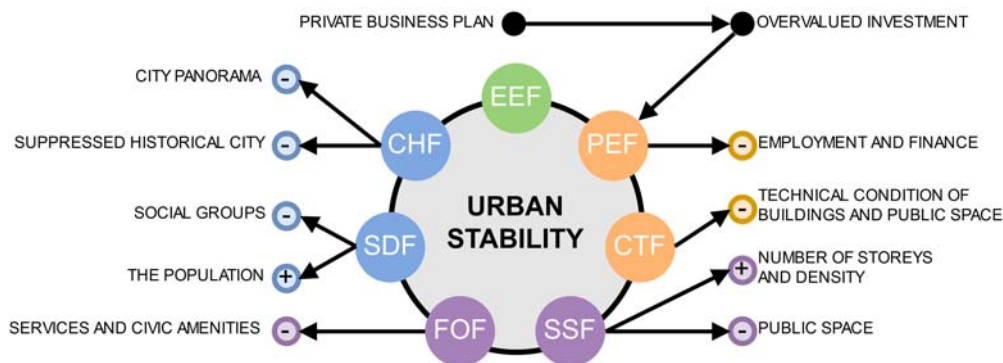 PRIVATE BUSINESS PLAN
OVERVALUED INVESTMENT
CITY PANORAMA
-
EEF
SUPPRESSED HISTORICAL CITY
-
CHF
PEF
-
EMPLOYMENT AND FINANCE
URBAN
STABILITY
-
TECHNICAL CONDITION OF
BUILDINGS AND PUBLIC SPACE
SOCIAL GROUPS
-
SDF
CTF
THE POPULATION
+
+
NUMBER OF STOREYS
AND DENSITY
SERVICES AND CIVIC AMENITIES
-
FOF
SSF
-
PUBLIC SPACE